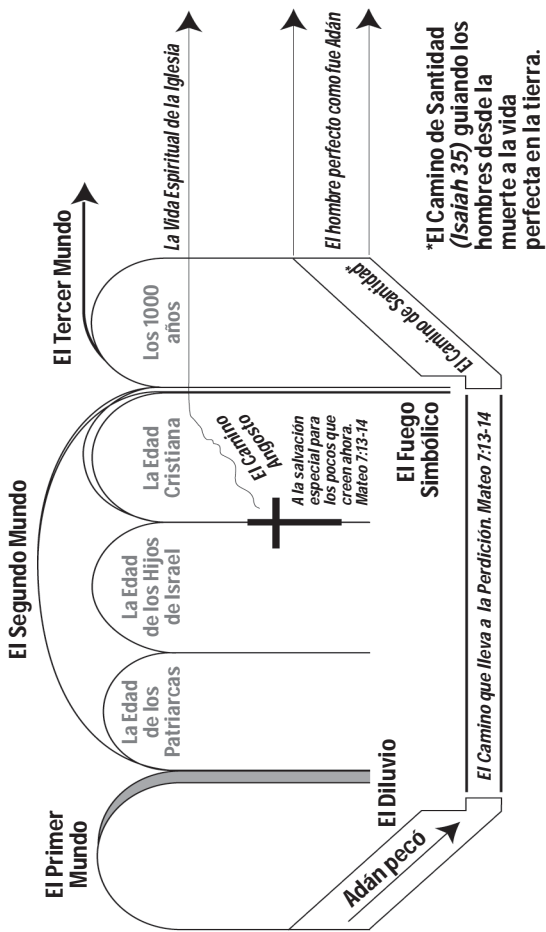 El Segundo Mundo
El Primer
Mundo
El Tercer Mundo
La Edad
de los
Patriarcas
La Edad
de los Hijos
de Israel
La Edad
Cristiana
Los 1000
años
La Vida Espiritual de la Iglesia
El Camino
Angosto
A la salvación
especial para
los pocos que
creen ahora.
Mateo 7:13-14
El hombre perfecto como fue Adán
El Diluvio
El Fuego
Simbólico
Adán pecó
El Camino que lleva a la Perdición. Mateo 7:13-14
El Camino de Santidad*
*El Camino de Santidad
(Isaiah 35) guiando los
hombres desde la
muerte a la vida
perfecta en la tierra.